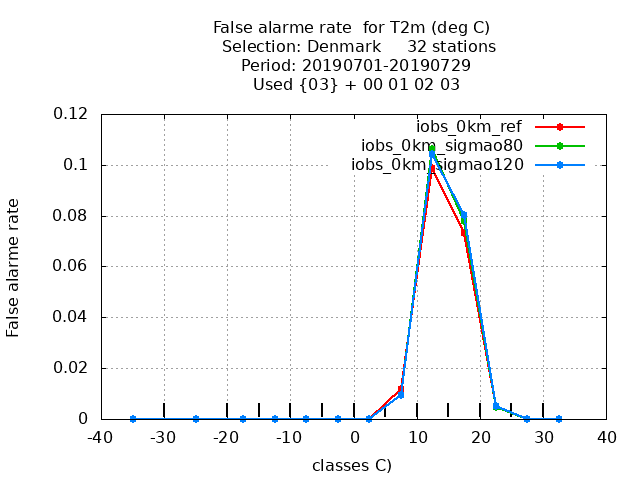 False alarme rate  for T2m (deg C)
Selection: Denmark     32 stations
Period: 20190701-20190729
Used {03} + 00 01 02 03
iobs_0km_ref
iobs_0km_sigmao80
iobs_0km_sigmao120
False alarme rate
0.12
0.1
0.08
0.06
0.04
0.02
0
-40 -30 -20 -10 0 10 20 30 40
classes C)